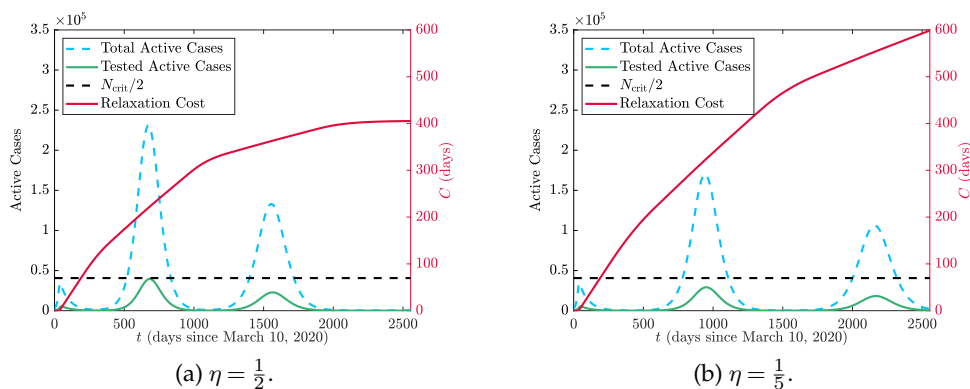 ×10⁵
3.5
3
2.5
2
1.5
1
0.5
0
Active Cases
Total Active Cases
Tested Active Cases
N_crit/2
Relaxation Cost
600
500
400
300
200
100
0
C (days)
0 500 1000 1500 2000 2500
t (days since March 10, 2020)
(a) η = 1/2.
×10⁵
3.5
3
2.5
2
1.5
1
0.5
0
Active Cases
Total Active Cases
Tested Active Cases
N_crit/2
Relaxation Cost
600
500
400
300
200
100
0
C (days)
0 500 1000 1500 2000 2500
t (days since March 10, 2020)
(b) η = 1/5.